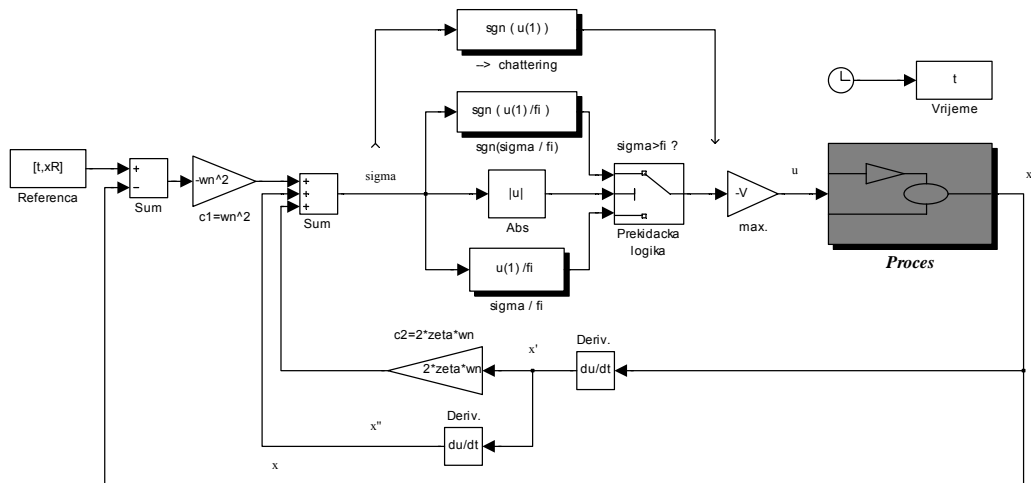 sgn ( u(1) )
--> chattering
t
Vrijeme
sgn ( u(1) /fi )
sgn(sigma / fi)
sigma>fi ?
[t,xR]
Referenca
+
−
Sum
-wn^2
c1=wn^2
+
+
+
Sum
sigma
|u|
Abs
Prekidacka
logika
-V
max.
u
x
Proces
u(1) /fi
sigma / fi
c2=2*zeta*wn
2*zeta*wn
x'
Deriv.
du/dt
x''
Deriv.
du/dt
x